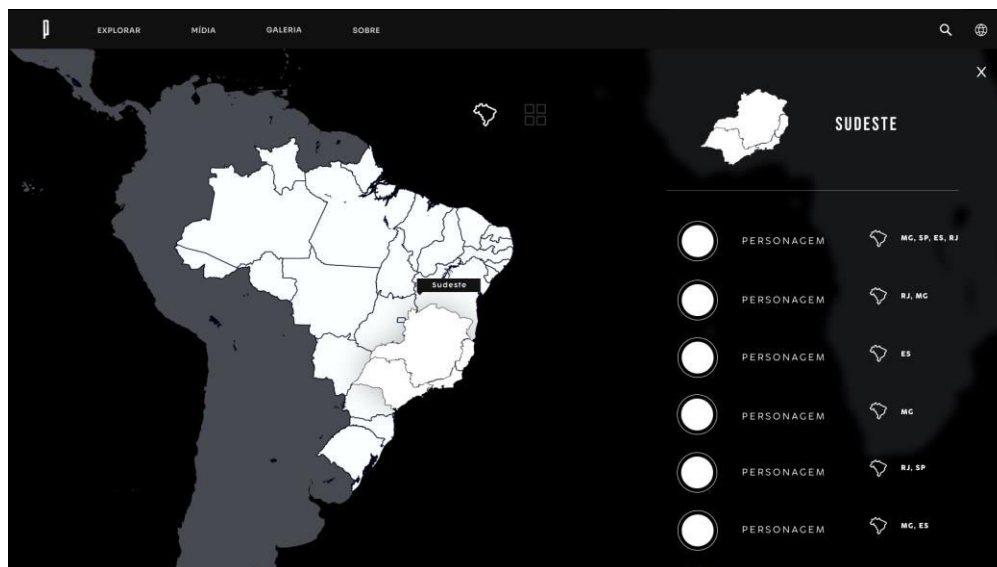 EXPLORAR MÍDIA GALERIA SOBRE
X
SUDESTE
Sudeste
PERSONAGEM MG, SP, ES, RJ
PERSONAGEM RJ, MG
PERSONAGEM ES
PERSONAGEM MG
PERSONAGEM RJ, SP
PERSONAGEM MG, ES